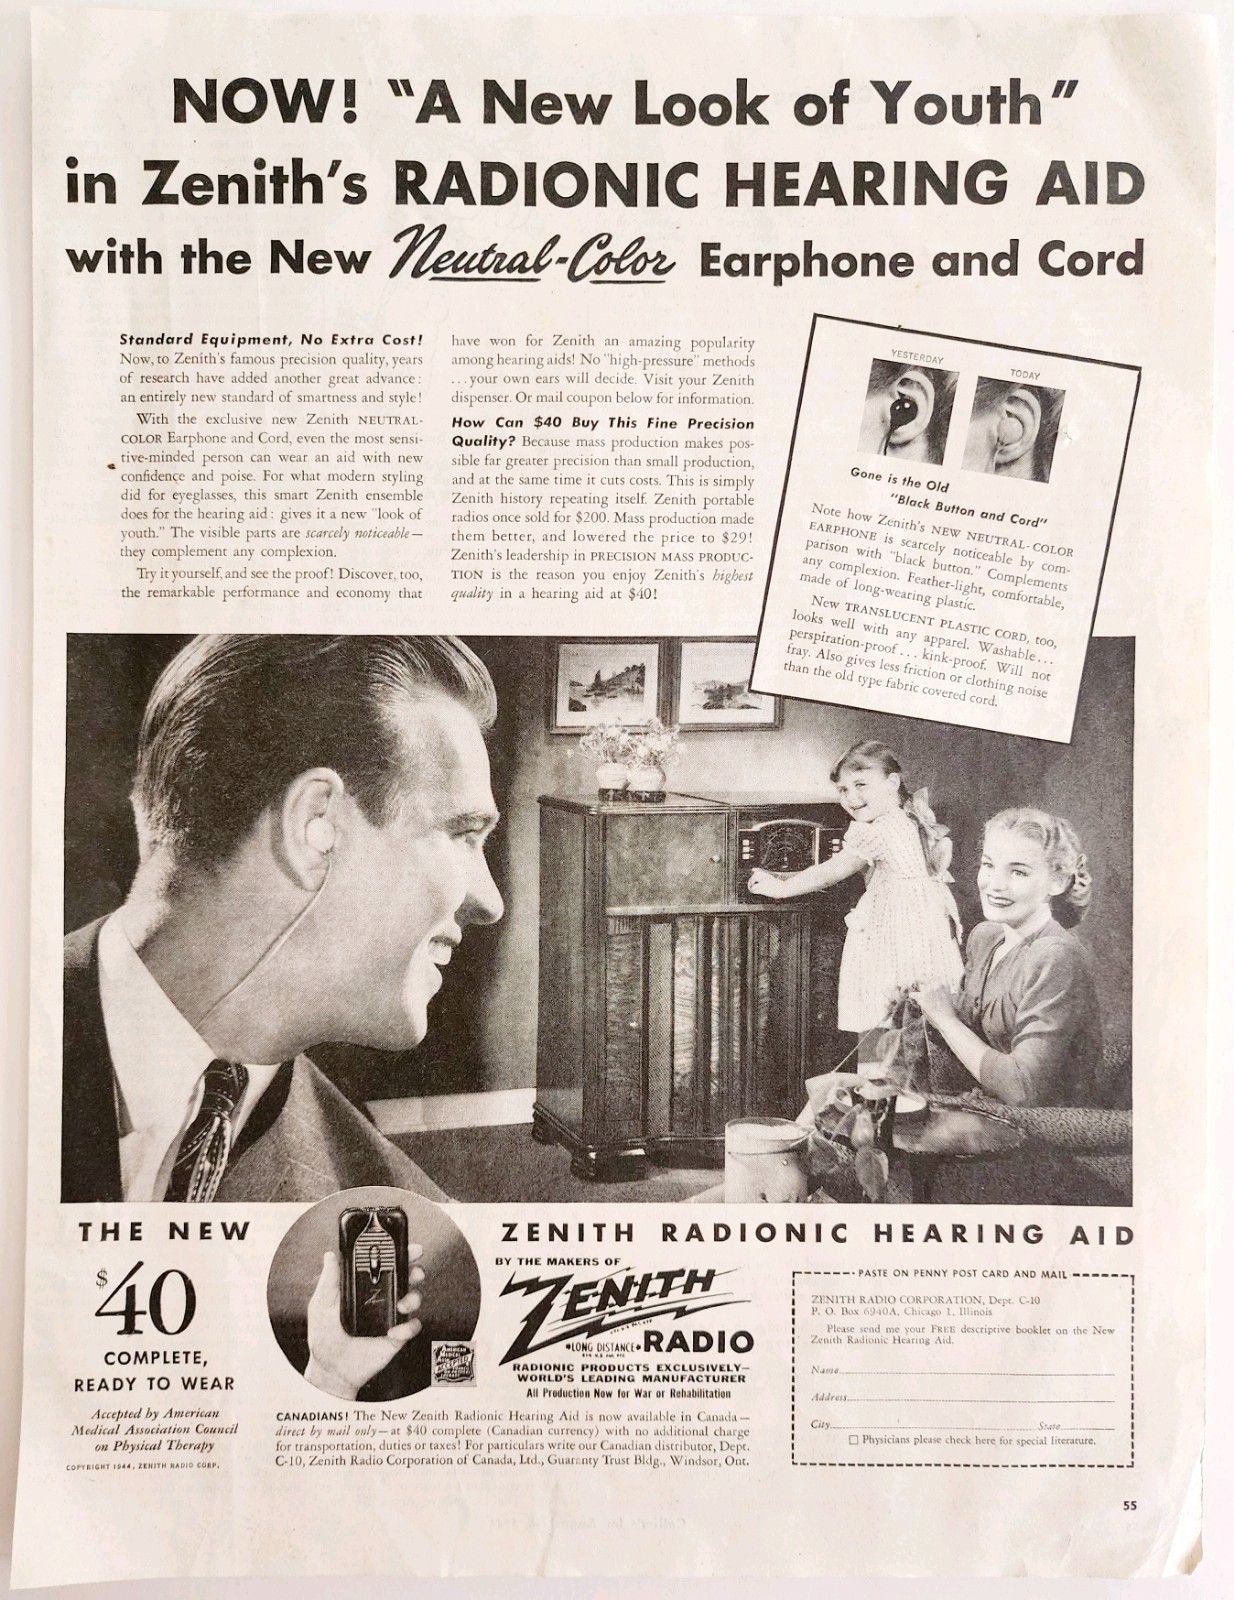 NOW! "A New Look of Youth"
in Zenith's RADIONIC HEARING AID
with the New Neutral-Color Earphone and Cord
Standard Equipment, No Extra Cost!
Now, to Zenith's famous precision quality, years
of research have added another great advance:
an entirely new standard of smartness and style!
With the exclusive new Zenith NEUTRAL-
COLOR Earphone and Cord, even the most sensi-
tive-minded person can wear an aid with new
confidence and poise. For what modern styling
did for eyeglasses, this smart Zenith ensemble
does for the hearing aid: gives it a new "look of
youth." The visible parts are scarcely noticeable—
they complement any complexion.
Try it yourself, and see the proof! Discover, too,
the remarkable performance and economy that
have won for Zenith an amazing popularity
among hearing aids! No "high-pressure" methods
...your own ears will decide. Visit your Zenith
dispenser. Or mail coupon below for information.
How Can $40 Buy This Fine Precision
Quality? Because mass production makes pos-
sible far greater precision than small production,
and at the same time it cuts costs. This is simply
Zenith history repeating itself. Zenith portable
radios once sold for $200. Mass production made
them better, and lowered the price to $29!
Zenith's leadership in PRECISION MASS PRODUC-
TION is the reason you enjoy Zenith's highest
quality in a hearing aid at $40!
YESTERDAY
TODAY
Gone is the Old
"Black Button and Cord"
Note how Zenith's NEW NEUTRAL-COLOR
EARPHONE is scarcely noticeable by com-
parison with "black button." Complements
any complexion. Feather-light, comfortable,
made of long-wearing plastic.
New TRANSLUCENT PLASTIC CORD, too,
looks well with any apparel. Washable...
perspiration-proof...kink-proof. Will not
fray. Also gives less friction or clothing noise
than the old type fabric covered cord.
THE NEW
ZENITH RADIONIC HEARING AID
$40
COMPLETE,
READY TO WEAR
Accepted by American
Medical Association Council
on Physical Therapy
COPYRIGHT 1944, ZENITH RADIO CORP.
Z
AMERICAN
MEDICAL
ACCEPTED
BY THE MAKERS OF
ZENITH
•LONG DISTANCE• RADIO
RADIONIC PRODUCTS EXCLUSIVELY—
WORLD'S LEADING MANUFACTURER
All Production Now for War or Rehabilitation
CANADIANS! The New Zenith Radionic Hearing Aid is now available in Canada—
direct by mail only—at $40 complete (Canadian currency) with no additional charge
for transportation, duties or taxes! For particulars write our Canadian distributor, Dept.
C-10, Zenith Radio Corporation of Canada, Ltd., Guaranty Trust Bldg., Windsor, Ont.
PASTE ON PENNY POST CARD AND MAIL
ZENITH RADIO CORPORATION, Dept. C-10
P. O. Box 6940A, Chicago 1, Illinois
Please send me your FREE descriptive booklet on the New
Zenith Radionic Hearing Aid.
Name
Address
City State
Physicians please check here for special literature.
55